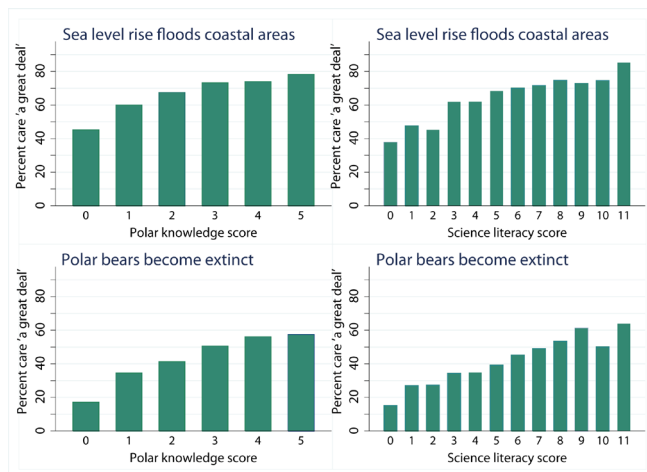 Sea level rise floods coastal areas
Percent care 'a great deal'
80
60
40
20
0
0 1 2 3 4 5
Polar knowledge score
Sea level rise floods coastal areas
Percent care 'a great deal'
80
60
40
20
0
0 1 2 3 4 5 6 7 8 9 10 11
Science literacy score
Polar bears become extinct
Percent care 'a great deal'
80
60
40
20
0
0 1 2 3 4 5
Polar knowledge score
Polar bears become extinct
Percent care 'a great deal'
80
60
40
20
0
0 1 2 3 4 5 6 7 8 9 10 11
Science literacy score